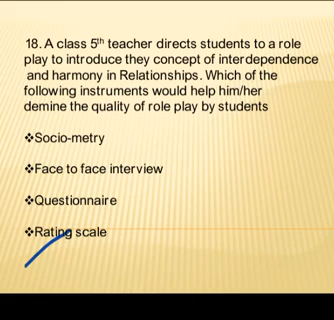 18. A class 5th teacher directs students to a role
play to introduce they concept of interdependence
and harmony in Relationships. Which of the
following instruments would help him/her
demine the quality of role play by students
❖Socio-metry
❖Face to face interview
❖Questionnaire
❖Rating scale